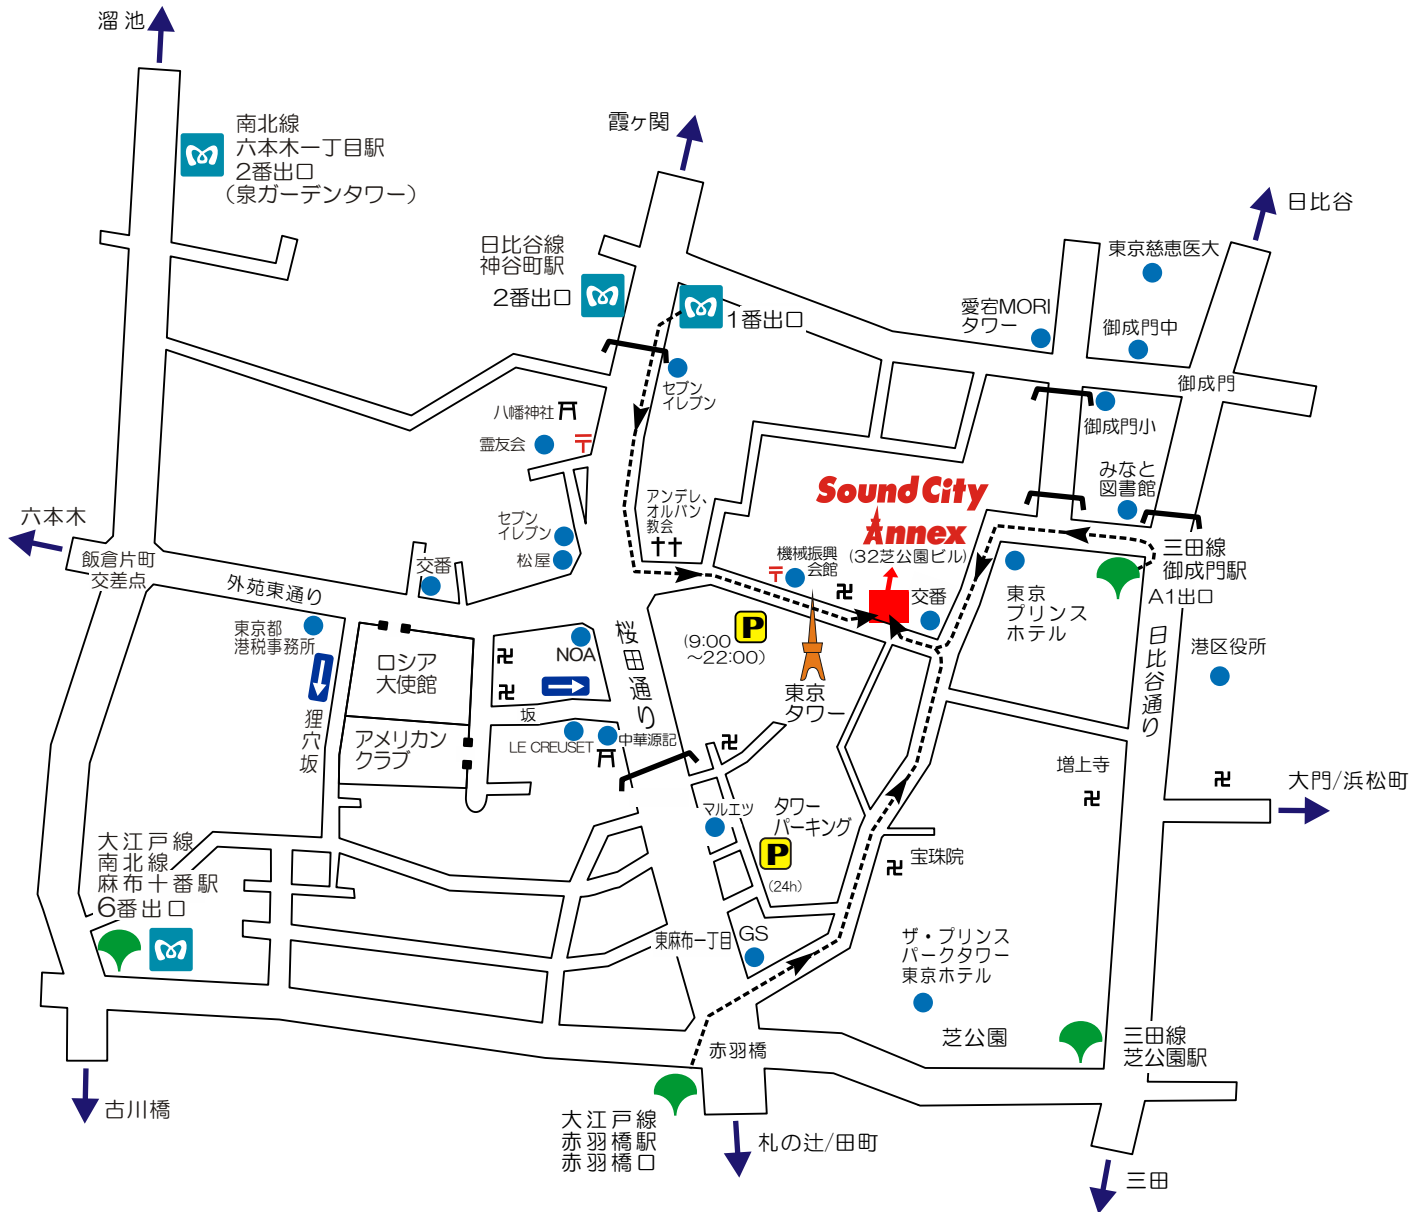 溜池
南北線
六本木一丁目駅
2番出口
（泉ガーデンタワー）
霞ヶ関
日比谷
日比谷線
神谷町駅
2番出口
1番出口
東京慈恵医大
愛宕MORI
タワー
御成門中
御成門
セブン
イレブン
八幡神社
霊友会
御成門小
みなと
図書館
Sound City
Annex
(32芝公園ビル)
アンデレ、
オルバン
教会
セブン
イレブン
松屋
六本木
飯倉片町
交差点
外苑東通り
交番
機械振興
会館
交番
三田線
御成門駅
A1出口
東京
プリンス
ホテル
東京都
港税事務所
ロシア
大使館
NOA
桜田通り
P
(9:00
～22:00)
東京
タワー
日比谷通り
港区役所
狸穴坂
アメリカン
クラブ
坂
LE CREUSET
中華源記
増上寺
大門/浜松町
マルエツ
タワー
パーキング
P
(24h)
宝珠院
大江戸線
南北線
麻布十番駅
6番出口
東麻布一丁目
GS
ザ・プリンス
パークタワー
東京ホテル
芝公園
三田線
芝公園駅
赤羽橋
古川橋
大江戸線
赤羽橋駅
赤羽橋口
札の辻/田町
三田